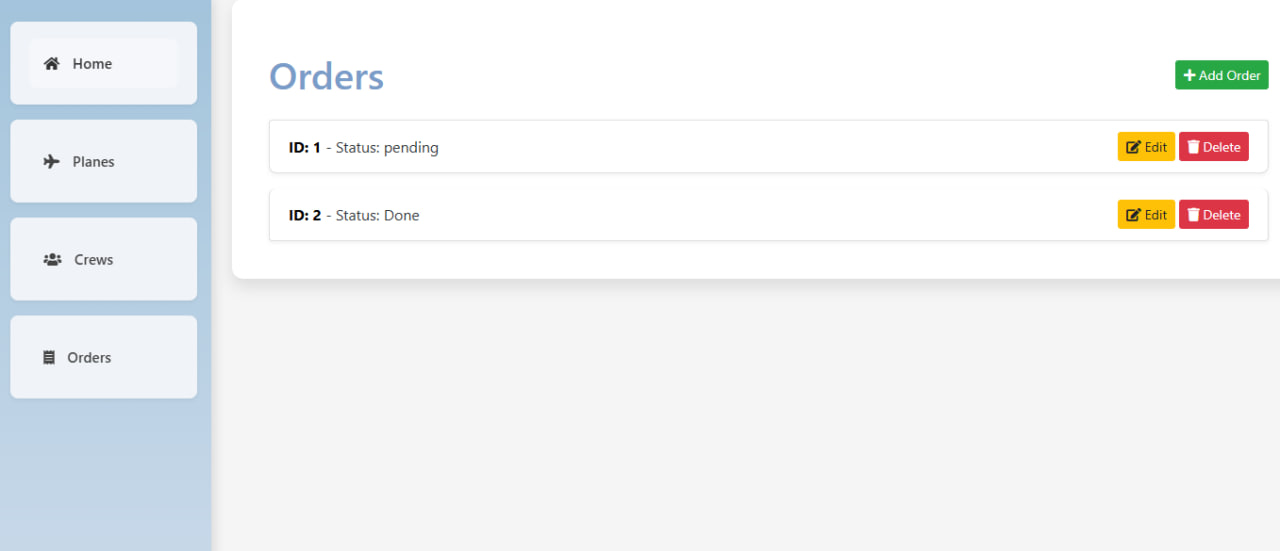 Home
Planes
Crews
Orders
Orders
Add Order
ID: 1 - Status: pending
Edit
Delete
ID: 2 - Status: Done
Edit
Delete